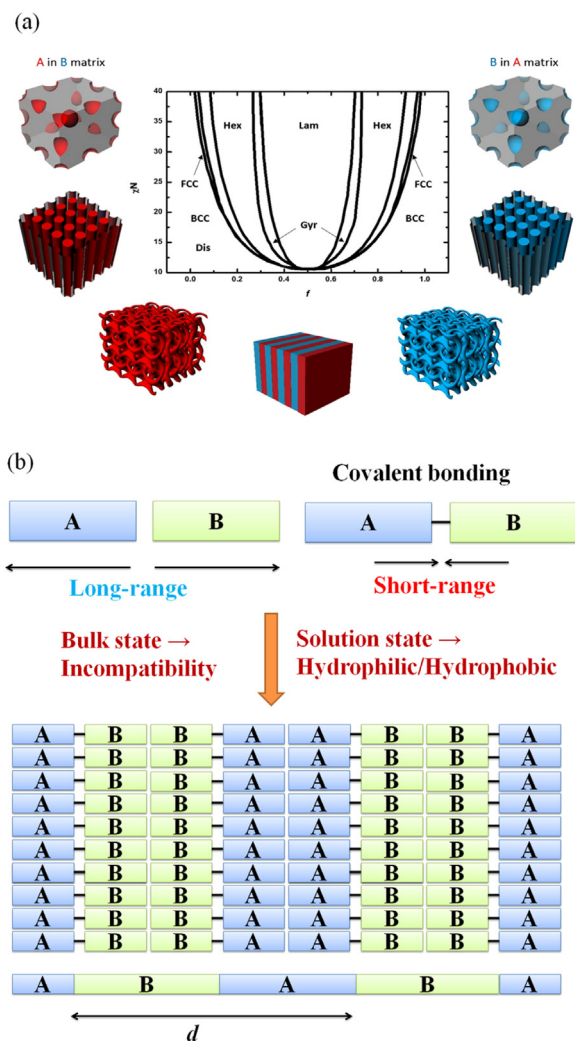 (a)
A in B matrix
B in A matrix
40
35
30
25
20
15
10
χN
Hex
Lam
Hex
FCC
FCC
BCC
BCC
Gyr
Dis
0.0 0.2 0.4 0.6 0.8 1.0
f
(b)
Covalent bonding
A B A B
Long-range
Short-range
Bulk state →
Incompatibility
Solution state →
Hydrophilic/Hydrophobic
A B B A A B B A
A B B A A B B A
A B B A A B B A
A B B A A B B A
A B B A A B B A
A B B A A B B A
A B B A A B B A
A B B A A B B A
A B B A A B B A
A B B A A B B A
A B A B A
d